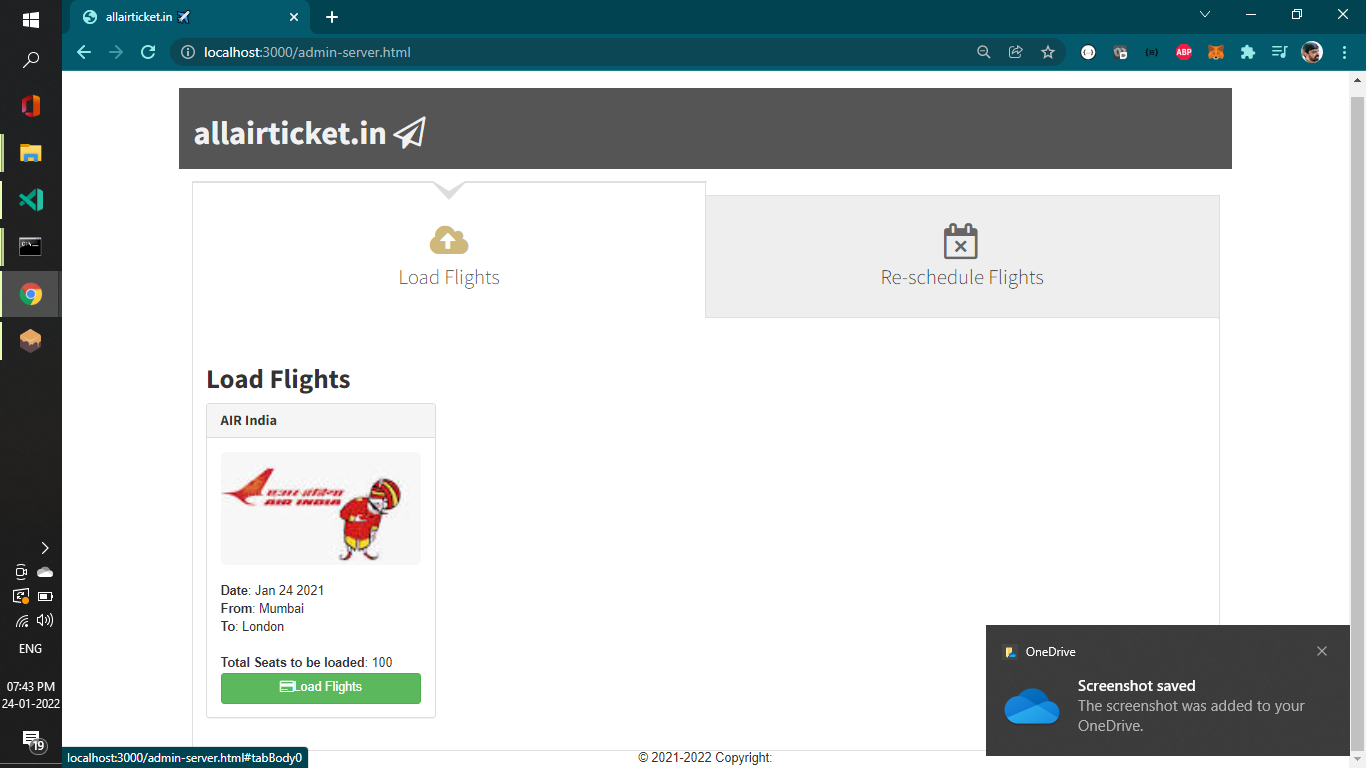 allairticket.in
localhost:3000/admin-server.html
ABP
allairticket.in
Load Flights
Re-schedule Flights
Load Flights
AIR India
एअर इंडिया
AIR INDIA
Date: Jan 24 2021
From: Mumbai
To: London
Total Seats to be loaded: 100
Load Flights
© 2021-2022 Copyright:
localhost:3000/admin-server.html#tabBody0
OneDrive
Screenshot saved
The screenshot was added to your
OneDrive.
ENG
07:43 PM
24-01-2022
19